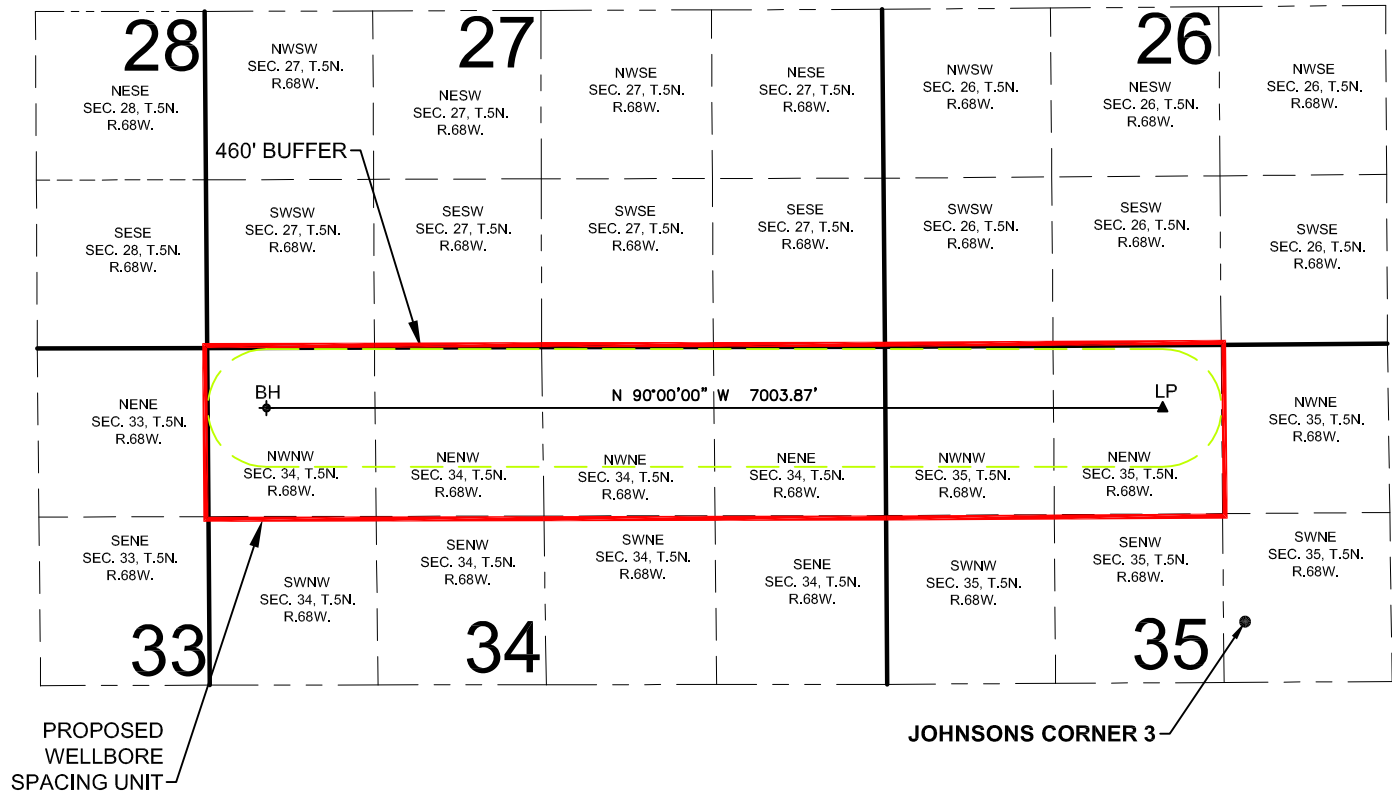 28
27
26
NESE
SEC. 28, T.5N.
R.68W.
NWSW
SEC. 27, T.5N.
R.68W.
NESW
SEC. 27, T.5N.
R.68W.
NWSE
SEC. 27, T.5N.
R.68W.
NESE
SEC. 27, T.5N.
R.68W.
NWSW
SEC. 26, T.5N.
R.68W.
NESW
SEC. 26, T.5N.
R.68W.
NWSE
SEC. 26, T.5N.
R.68W.
460' BUFFER
SESE
SEC. 28, T.5N.
R.68W.
SWSW
SEC. 27, T.5N.
R.68W.
SESW
SEC. 27, T.5N.
R.68W.
SWSE
SEC. 27, T.5N.
R.68W.
SESE
SEC. 27, T.5N.
R.68W.
SWSW
SEC. 26, T.5N.
R.68W.
SESW
SEC. 26, T.5N.
R.68W.
SWSE
SEC. 26, T.5N.
R.68W.
BH
N 90°00'00" W 7003.87'
LP
NENE
SEC. 33, T.5N.
R.68W.
NWNW
SEC. 34, T.5N.
R.68W.
NENW
SEC. 34, T.5N.
R.68W.
NWNE
SEC. 34, T.5N.
R.68W.
NENE
SEC. 34, T.5N.
R.68W.
NWNW
SEC. 35, T.5N.
R.68W.
NENW
SEC. 35, T.5N.
R.68W.
NWNE
SEC. 35, T.5N.
R.68W.
SENE
SEC. 33, T.5N.
R.68W.
SWNW
SEC. 34, T.5N.
R.68W.
SENW
SEC. 34, T.5N.
R.68W.
SWNE
SEC. 34, T.5N.
R.68W.
SENE
SEC. 34, T.5N.
R.68W.
SWNW
SEC. 35, T.5N.
R.68W.
SENW
SEC. 35, T.5N.
R.68W.
SWNE
SEC. 35, T.5N.
R.68W.
33
34
35
PROPOSED
WELLBORE
SPACING UNIT
JOHNSONS CORNER 3